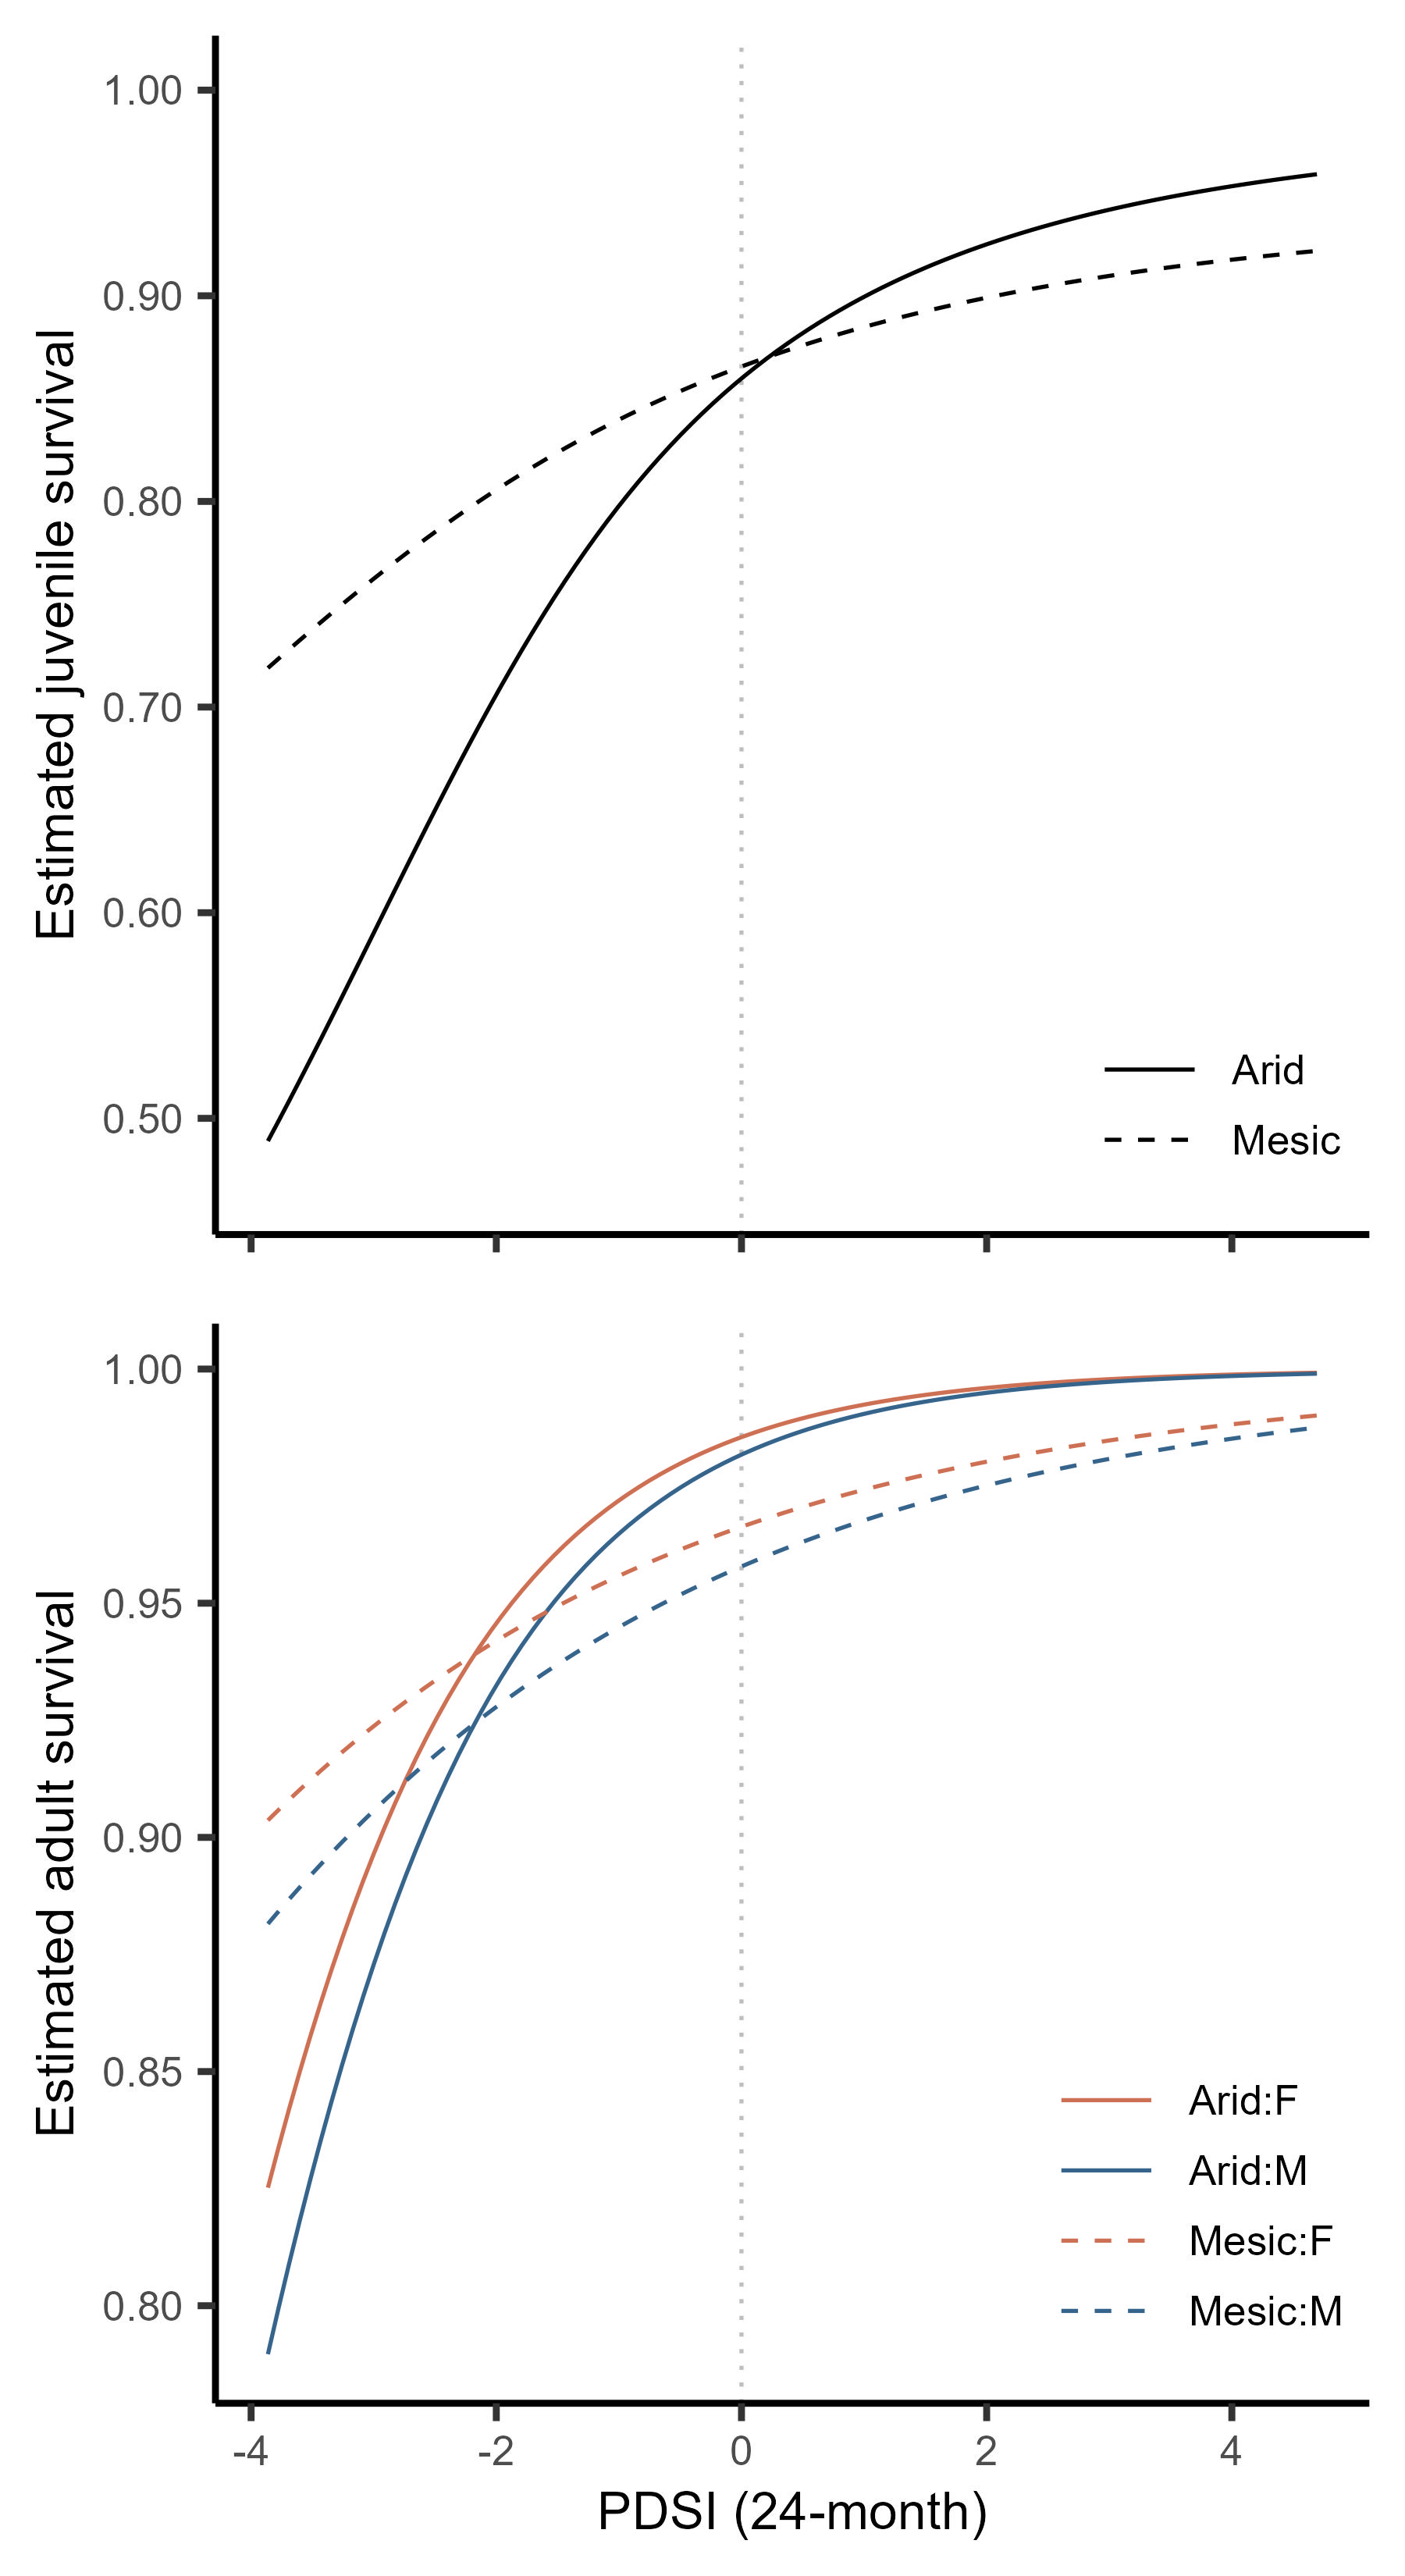 Estimated juvenile survival
1.00
0.90
0.80
0.70
0.60
0.50
Arid
Mesic
Estimated adult survival
1.00
0.95
0.90
0.85
0.80
Arid:F
Arid:M
Mesic:F
Mesic:M
-4 -2 0 2 4
PDSI (24-month)